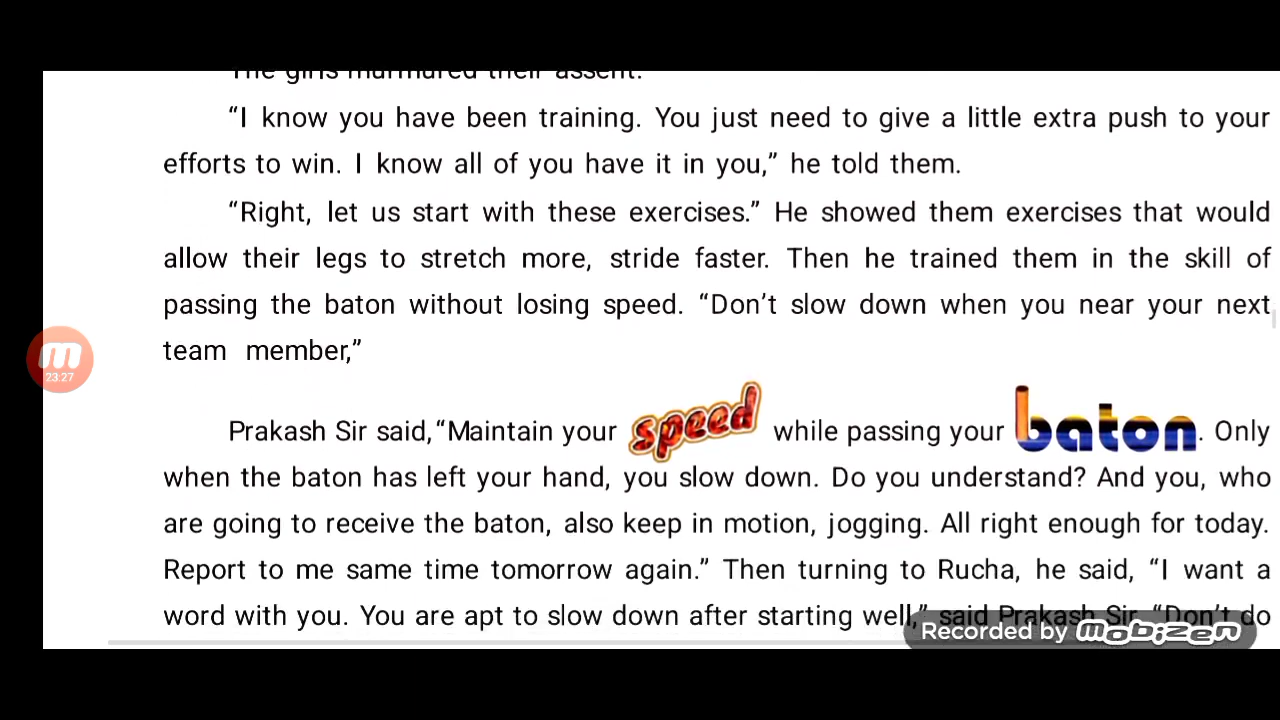 The girls murmured their assent.
“I know you have been training. You just need to give a little extra push to your
efforts to win. I know all of you have it in you,” he told them.
“Right, let us start with these exercises.” He showed them exercises that would
allow their legs to stretch more, stride faster. Then he trained them in the skill of
passing the baton without losing speed. “Don’t slow down when you near your next
team member,”
23:27
Prakash Sir said,“Maintain your speed while passing your baton. Only
when the baton has left your hand, you slow down. Do you understand? And you, who
are going to receive the baton, also keep in motion, jogging. All right enough for today.
Report to me same time tomorrow again.” Then turning to Rucha, he said, “I want a
word with you. You are apt to slow down after starting well,” said Prakash Sir. “Don’t do
Recorded by mobizen